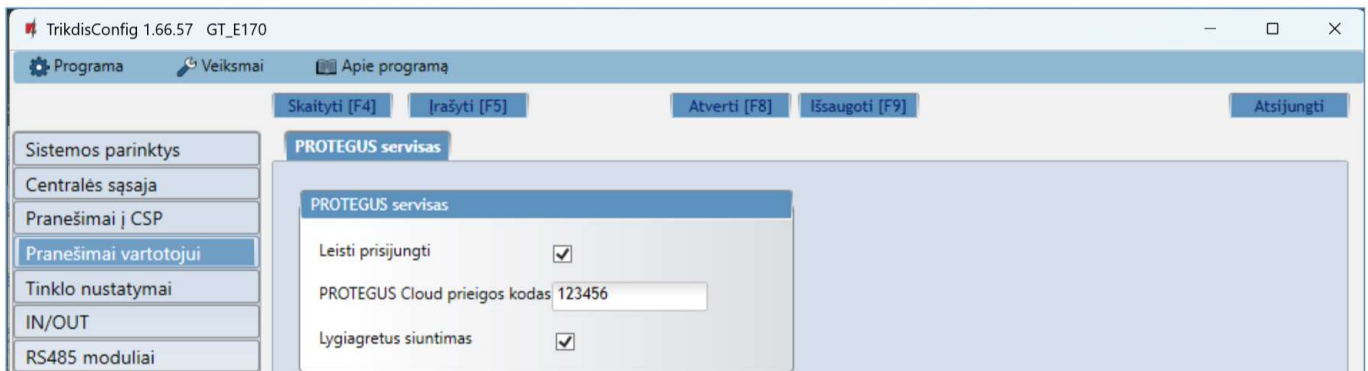 TrikdisConfig 1.66.57 GT_E170
Programa Veiksmai Apie programą
Skaityti [F4] Įrašyti [F5] Atverti [F8] Išsaugoti [F9] Atsijungti
Sistemos parinktys
Centralės sąsaja
Pranešimai į CSP
Pranešimai vartotojui
Tinklo nustatymai
IN/OUT
RS485 moduliai
PROTEGUS servisas
PROTEGUS servisas
Leisti prisijungti
PROTEGUS Cloud prieigos kodas 123456
Lygiagretus siuntimas